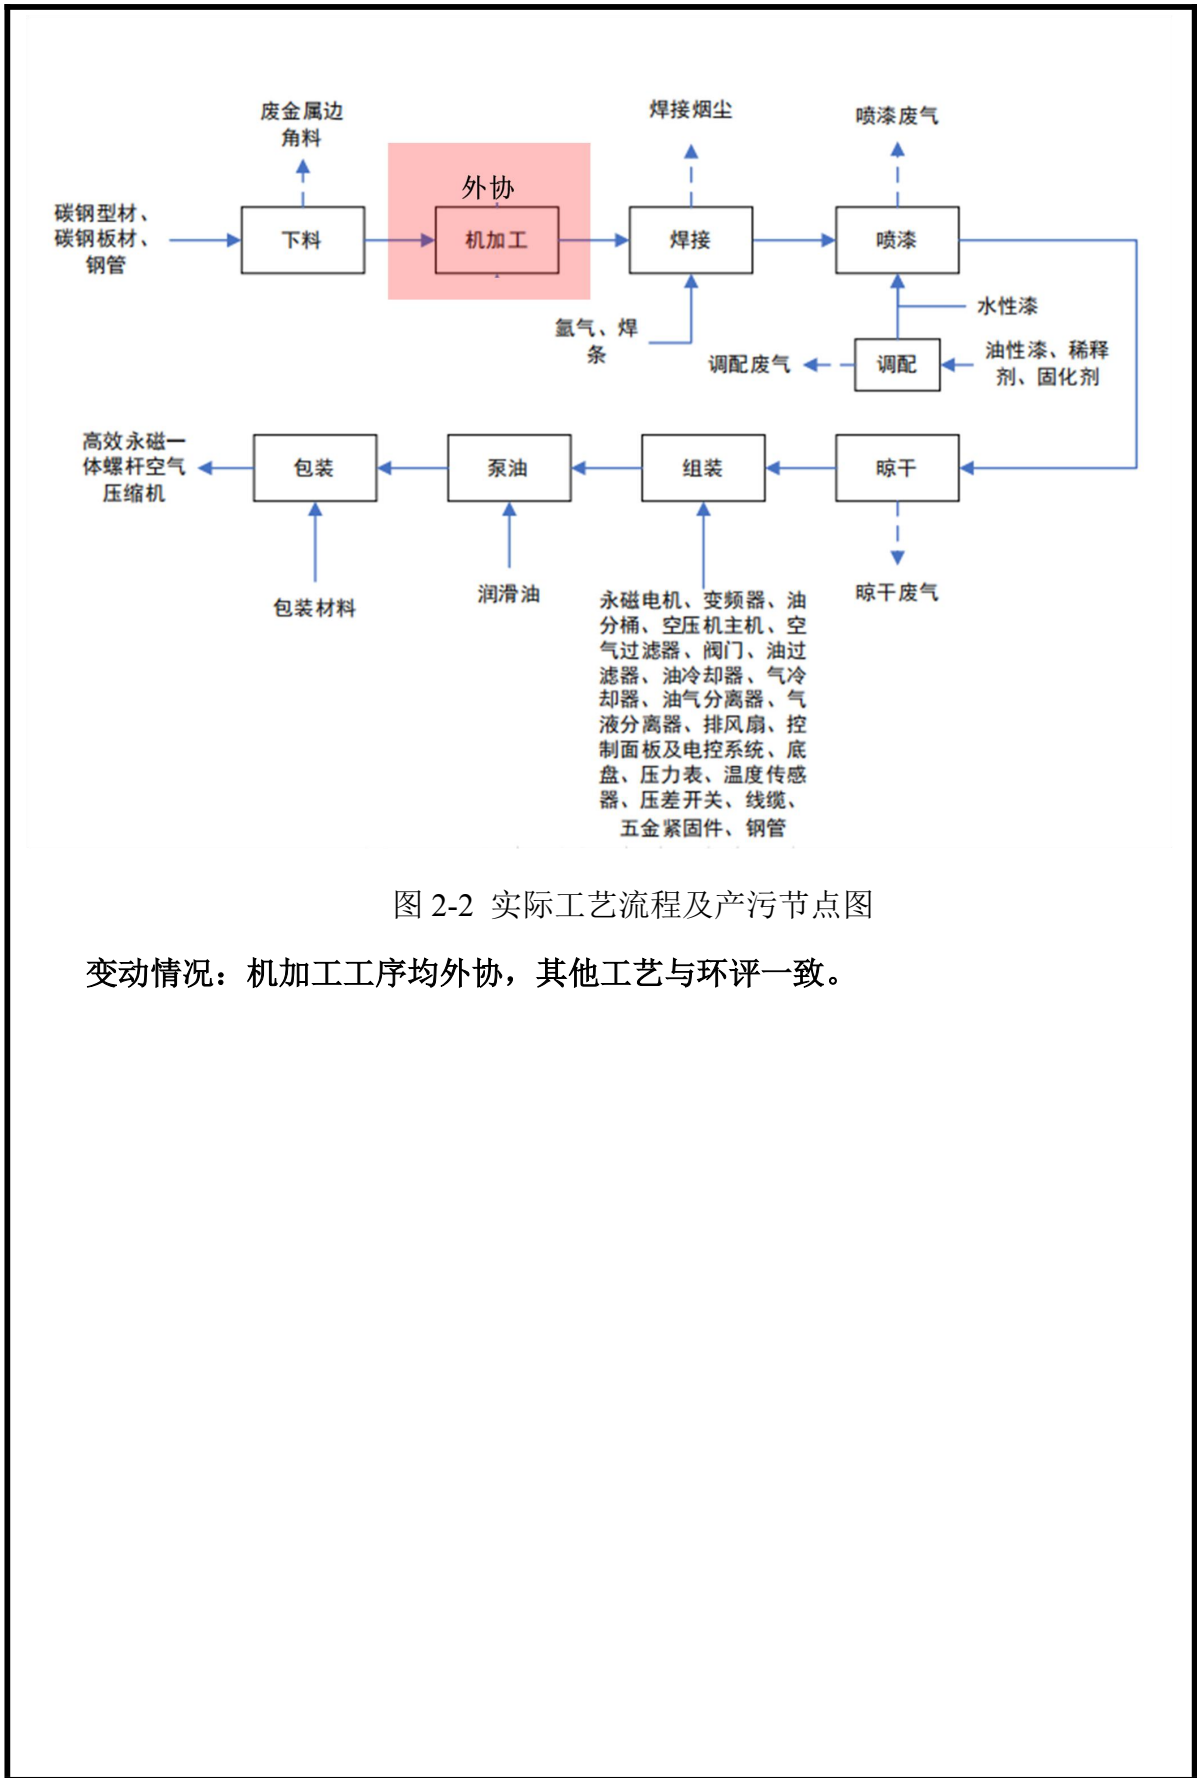 废金属边
角料
焊接烟尘
喷漆废气
外协
碳钢型材、
碳钢板材、
钢管
下料
机加工
焊接
喷漆
氩气、焊
条
水性漆
调配废气
调配
油性漆、稀释
剂、固化剂
高效永磁一
体螺杆空气
压缩机
包装
泵油
组装
晾干
包装材料
润滑油
永磁电机、变频器、油
分桶、空压机主机、空
气过滤器、阀门、油过
滤器、油冷却器、气冷
却器、油气分离器、气
液分离器、排风扇、控
制面板及电控系统、底
盘、压力表、温度传感
器、压差开关、线缆、
五金紧固件、钢管
晾干废气
图 2-2 实际工艺流程及产污节点图
变动情况：机加工工序均外协，其他工艺与环评一致。